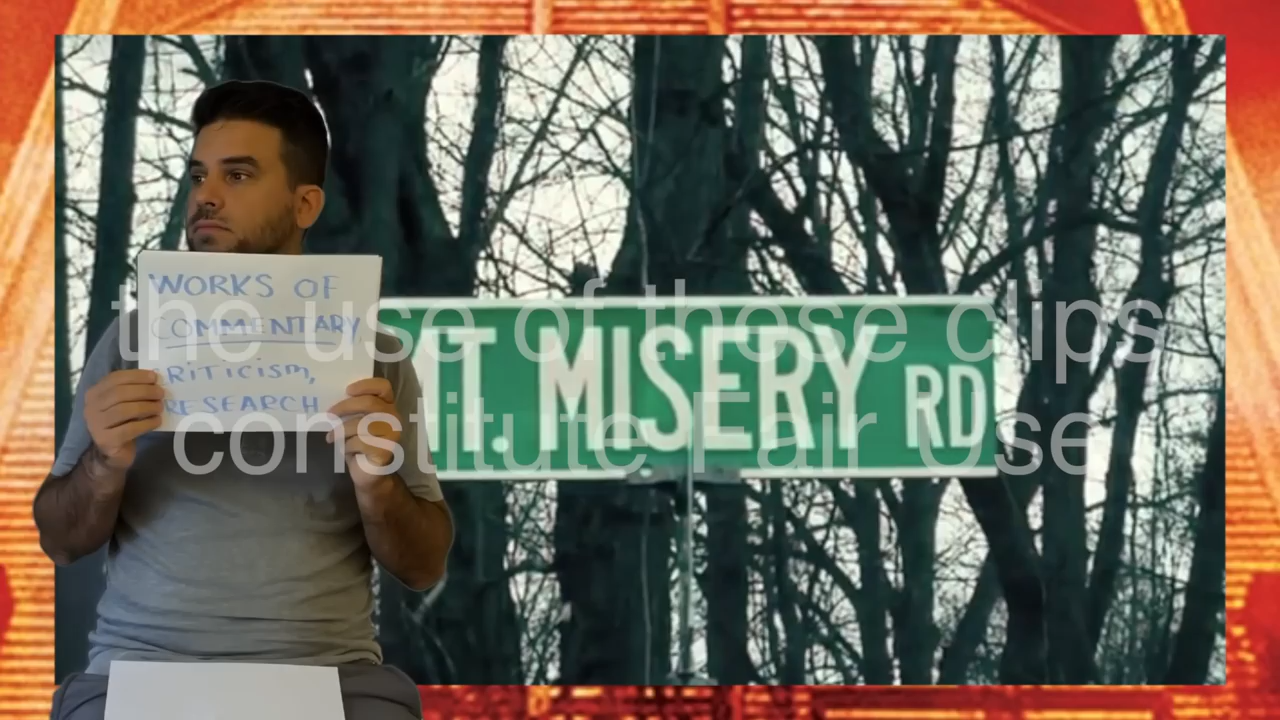 WORKS OF
COMMENTARY,
CRITICISM,
RESEARCH
the use of these clips
constitute Fair Use
MT. MISERY RD